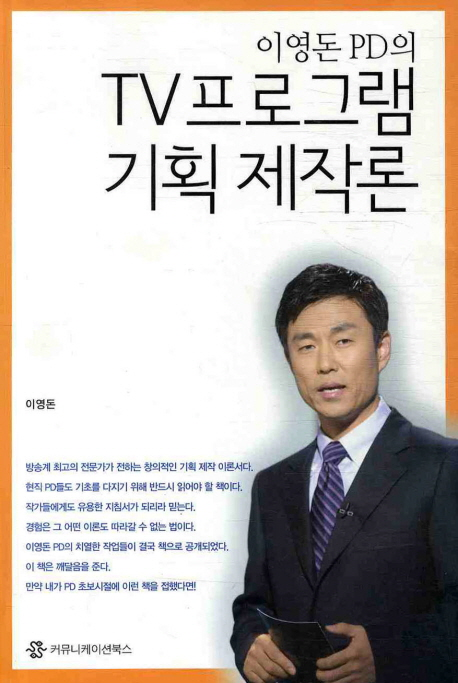 이영돈 PD의
TV프로그램
기획 제작론
이영돈
방송계 최고의 전문가가 전하는 창의적인 기획 제작 이론서다.
현직 PD들도 기초를 다지기 위해 반드시 읽어야 할 책이다.
작가들에게도 유용한 지침서가 되리라 믿는다.
경험은 그 어떤 이론도 따라갈 수 없는 법이다.
이영돈 PD의 치열한 작업들이 결국 책으로 공개되었다.
이 책은 깨달음을 준다.
만약 내가 PD 초보시절에 이런 책을 접했다면!
커뮤니케이션북스